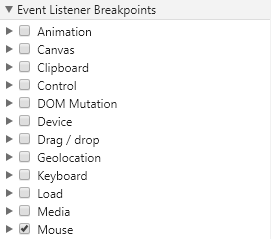 Event Listener Breakpoints
Animation
Canvas
Clipboard
Control
DOM Mutation
Device
Drag / drop
Geolocation
Keyboard
Load
Media
Mouse